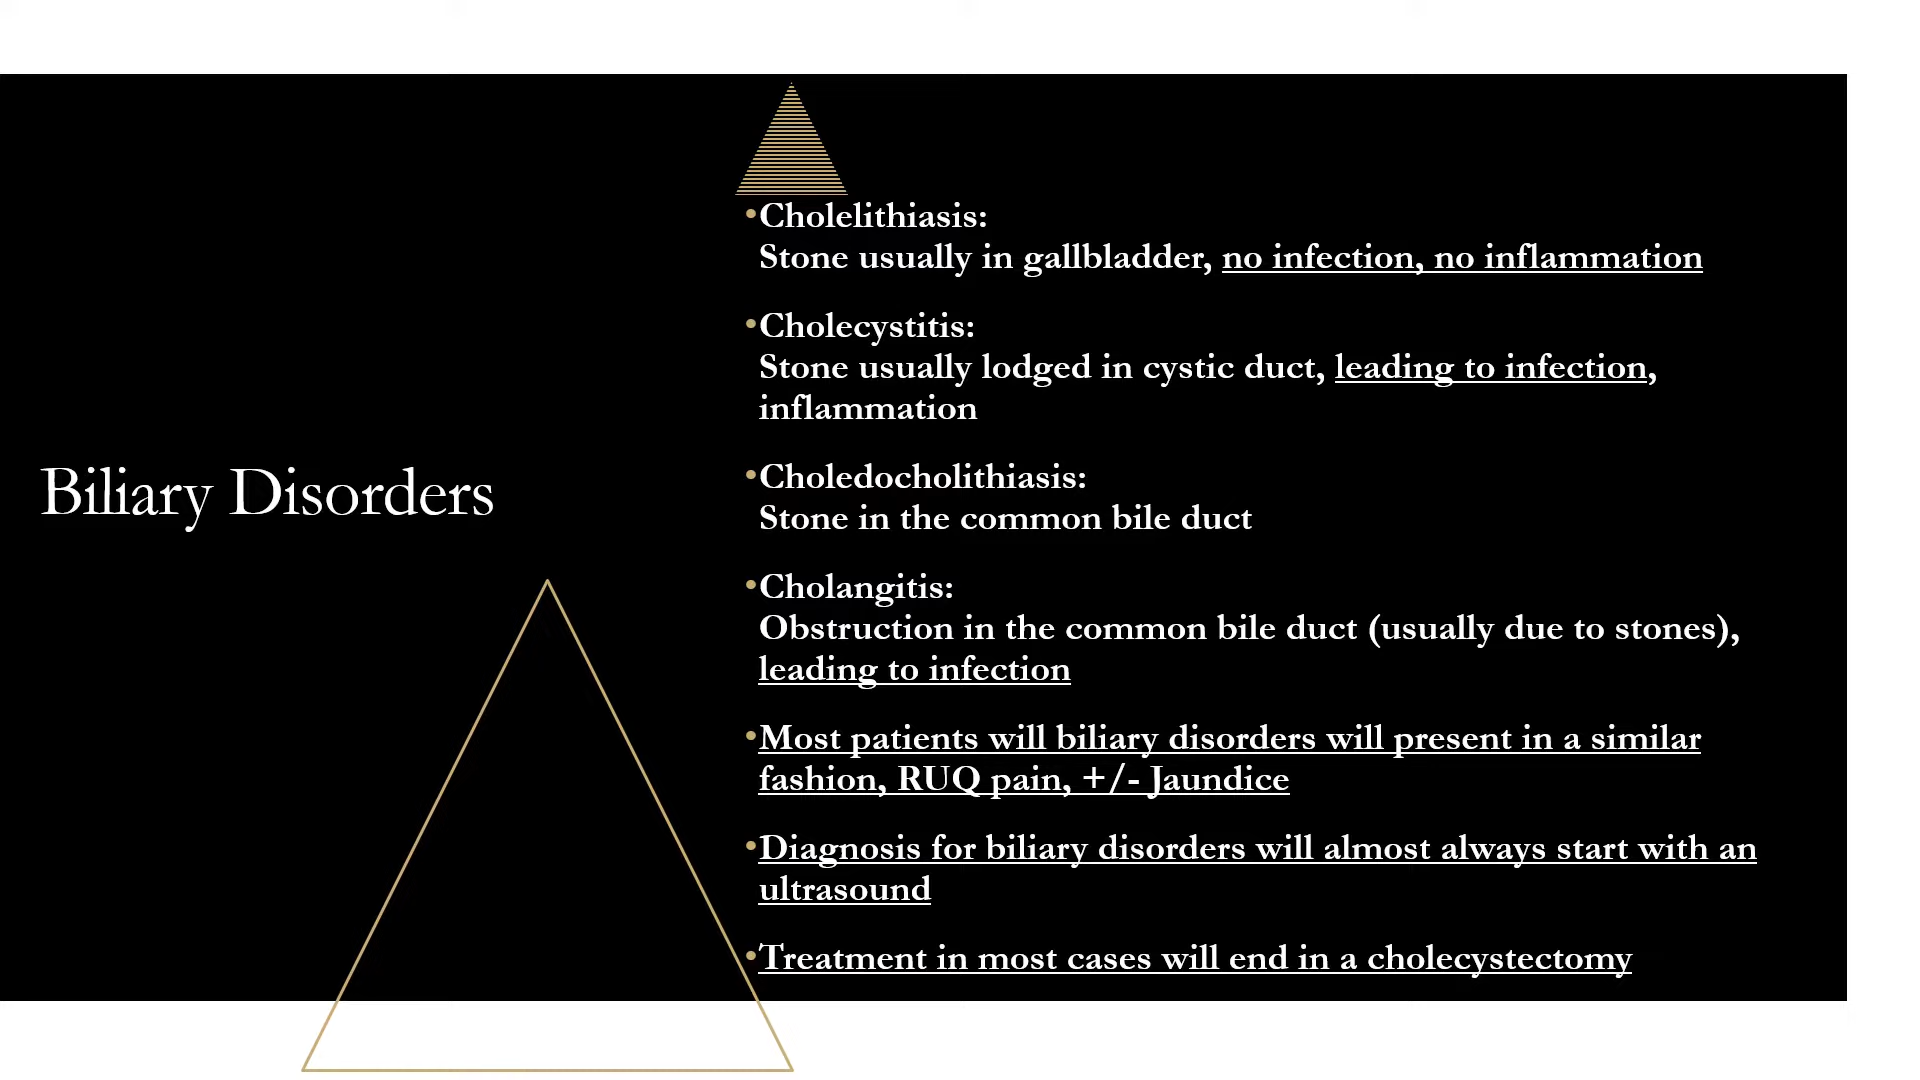 Biliary Disorders
•Cholelithiasis:
Stone usually in gallbladder, no infection, no inflammation
•Cholecystitis:
Stone usually lodged in cystic duct, leading to infection,
inflammation
•Choledocholithiasis:
Stone in the common bile duct
•Cholangitis:
Obstruction in the common bile duct (usually due to stones),
leading to infection
•Most patients will biliary disorders will present in a similar
fashion, RUQ pain, +/- Jaundice
•Diagnosis for biliary disorders will almost always start with an
ultrasound
•Treatment in most cases will end in a cholecystectomy